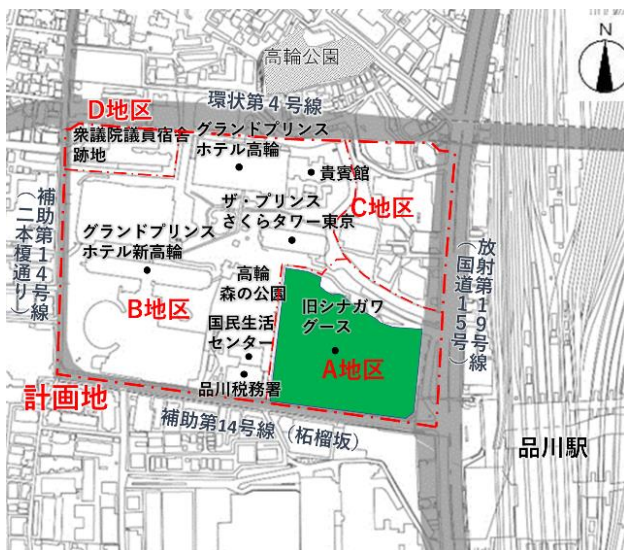 高輪公園
N
D地区
環状第4号線
衆議院議員宿舎
跡地
グランドプリンス
ホテル高輪
貴賓館
ザ・プリンス
さくらタワー東京
C地区
補助第14号線
(二本榎通り)
グランドプリンス
ホテル新高輪
放射第19号線
(国道15号)
高輪
森の公園
旧シナガワ
グース
B地区
国民生活
センター
A地区
品川税務署
計画地
補助第14号線(柘榴坂)
品川駅